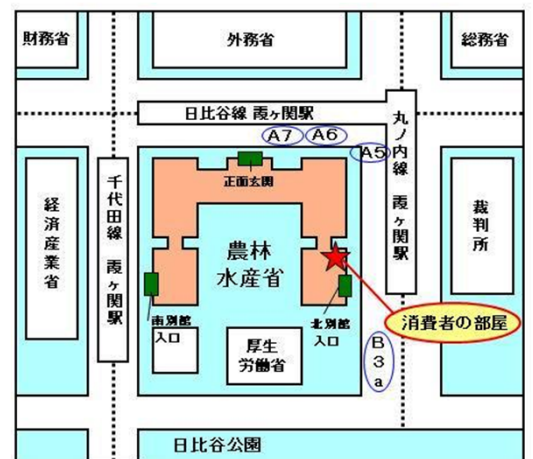 財務省
外務省
総務省
日比谷線 霞ヶ関駅
A7
A6
A5
丸ノ内線 霞ヶ関駅
千代田線 霞ヶ関駅
正面玄関
経済産業省
農林
水産省
裁判所
南別館
入口
北別館
入口
消費者の部屋
厚生
労働省
B3a
日比谷公園